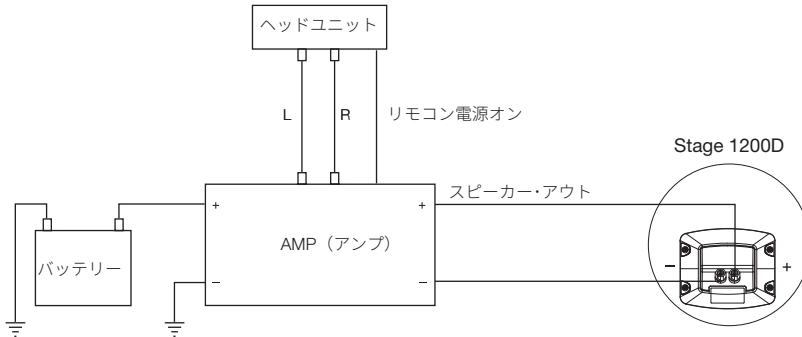 ヘッドユニット
L
R
リモコン電源オン
Stage 1200D
スピーカー・アウト
+
+
AMP（アンプ）
バッテリー
−
+
−
−